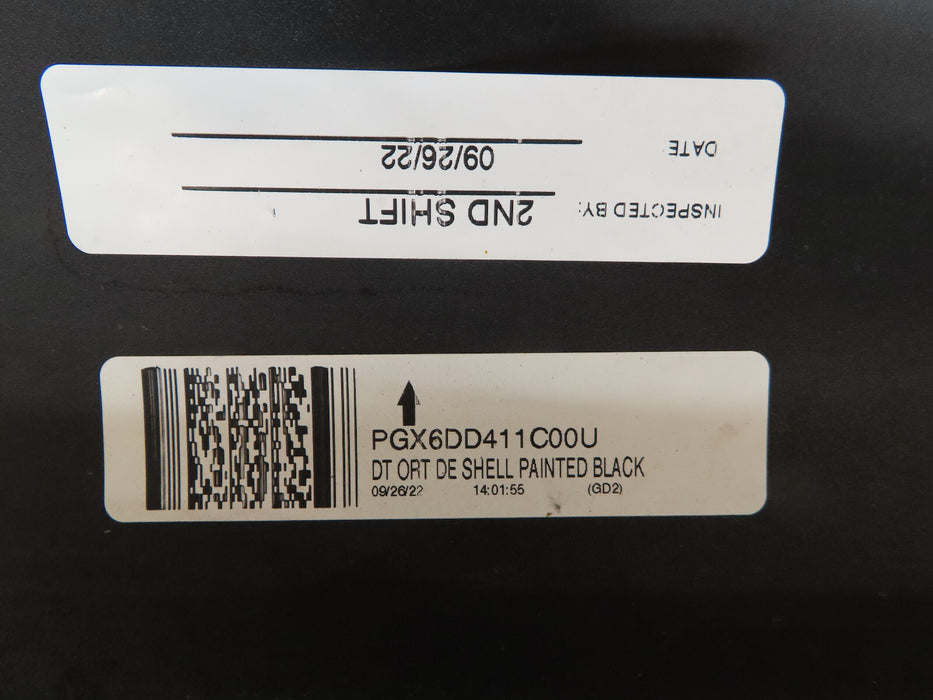 INSPECTED BY: 2ND SHIFT
DATE: 09/26/22
PGX6DD411C00U
DT ORT DE SHELL PAINTED BLACK
09/26/22 14:01:55 (GD2)